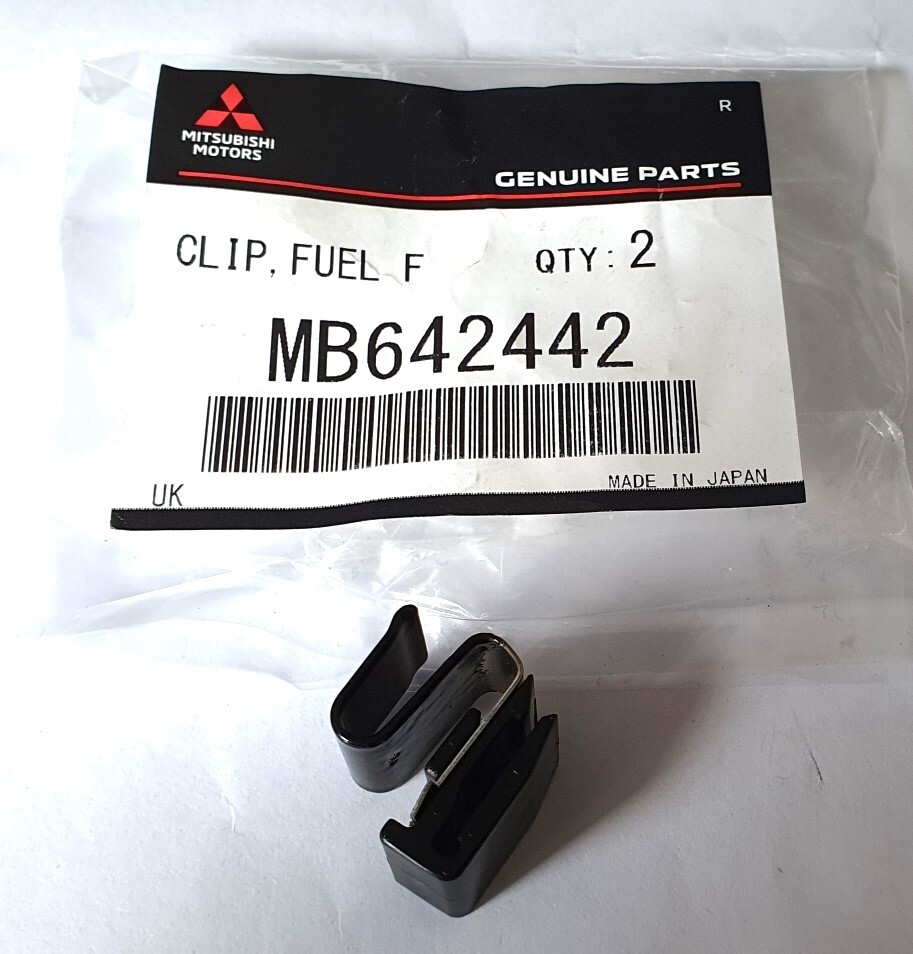 R
MITSUBISHI
MOTORS
GENUINE PARTS
CLIP, FUEL F QTY: 2
MB642442
UK MADE IN JAPAN